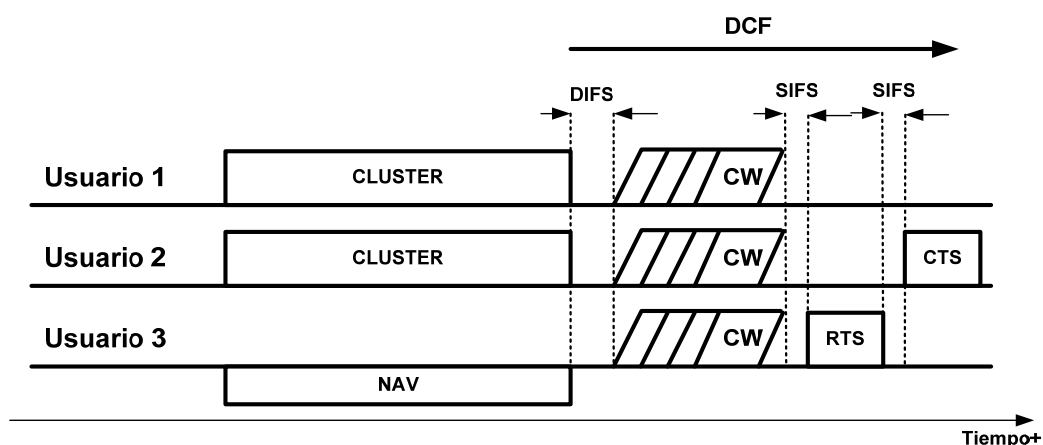 DCF
DIFS
SIFS
SIFS
Usuario 1
CLUSTER
CW
Usuario 2
CLUSTER
CW
CTS
Usuario 3
CW
RTS
NAV
Tiempo+